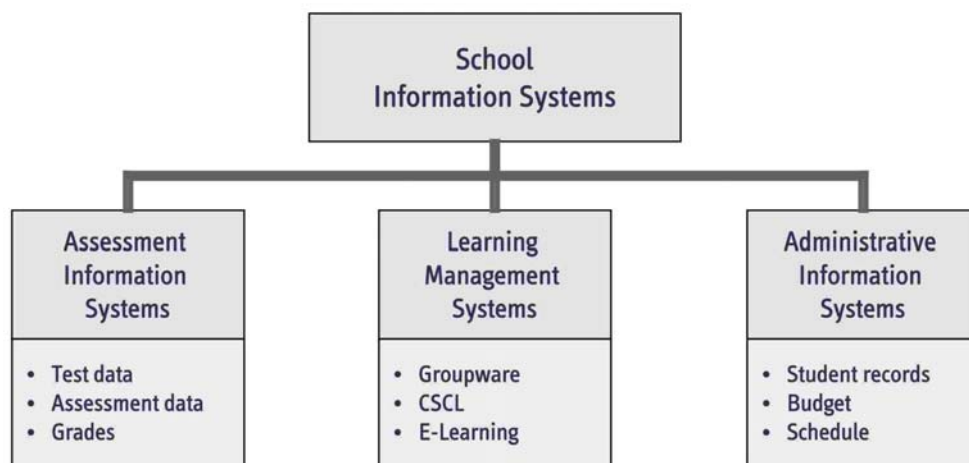 School
Information Systems
Assessment
Information
Systems
• Test data
• Assessment data
• Grades
Learning
Management
Systems
• Groupware
• CSCL
• E-Learning
Administrative
Information
Systems
• Student records
• Budget
• Schedule